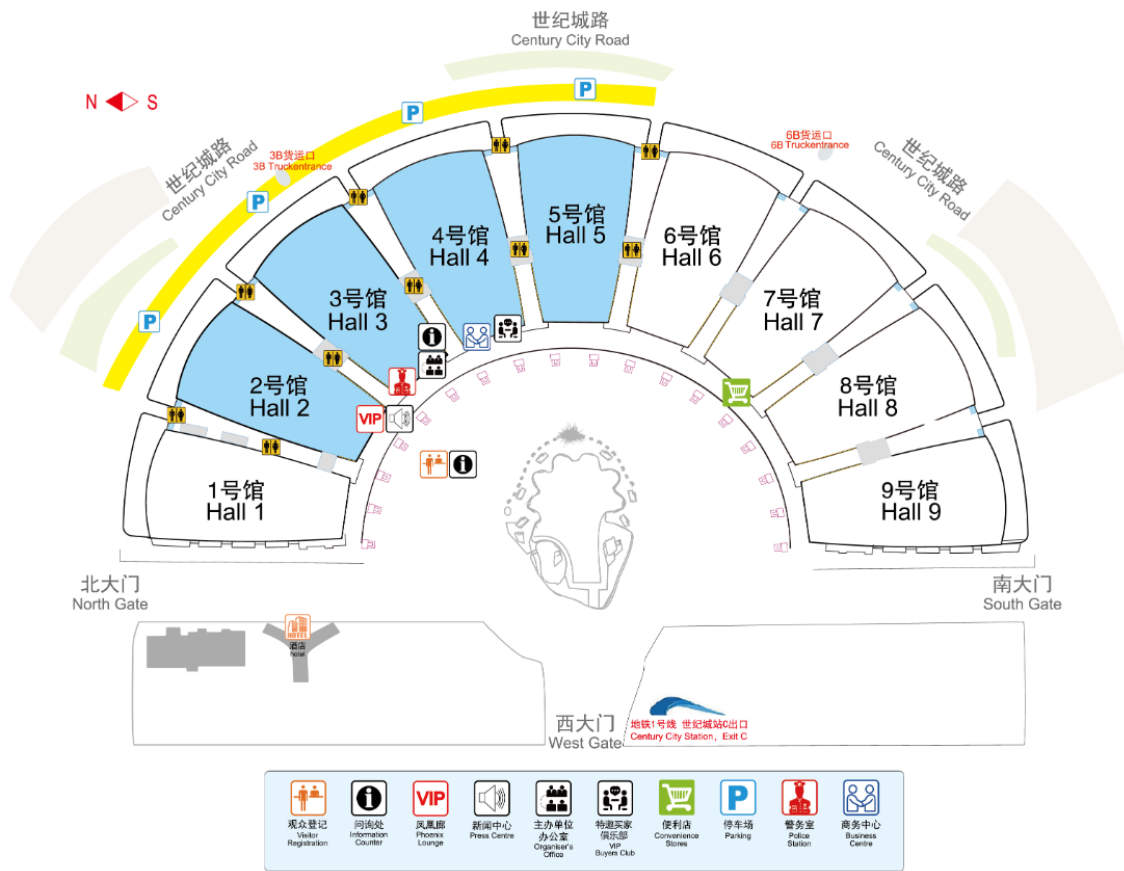 世纪城路
Century City Road
N
S
P
P
3B货运口
3B Truckentrance
6B货运口
6B Truckentrance
世纪城路
Century City Road
世纪城路
Century City Road
P
P
5号馆
Hall 5
4号馆
Hall 4
6号馆
Hall 6
3号馆
Hall 3
7号馆
Hall 7
2号馆
Hall 2
8号馆
Hall 8
VIP
1号馆
Hall 1
9号馆
Hall 9
北大门
North Gate
南大门
South Gate
HOTEL
酒店
hotel
西大门
West Gate
地铁1号线 世纪城站C出口
Century City Station, Exit C
VIP
P
观众登记
Visitor
Registration
问询处
Information
Counter
凤凰廊
Phoenix
Lounge
新闻中心
Press Centre
主办单位
办公室
Organiser's
Office
特邀买家
俱乐部
VIP
Buyers Club
便利店
Convenience
Stores
停车场
Parking
警务室
Police
Station
商务中心
Business
Centre